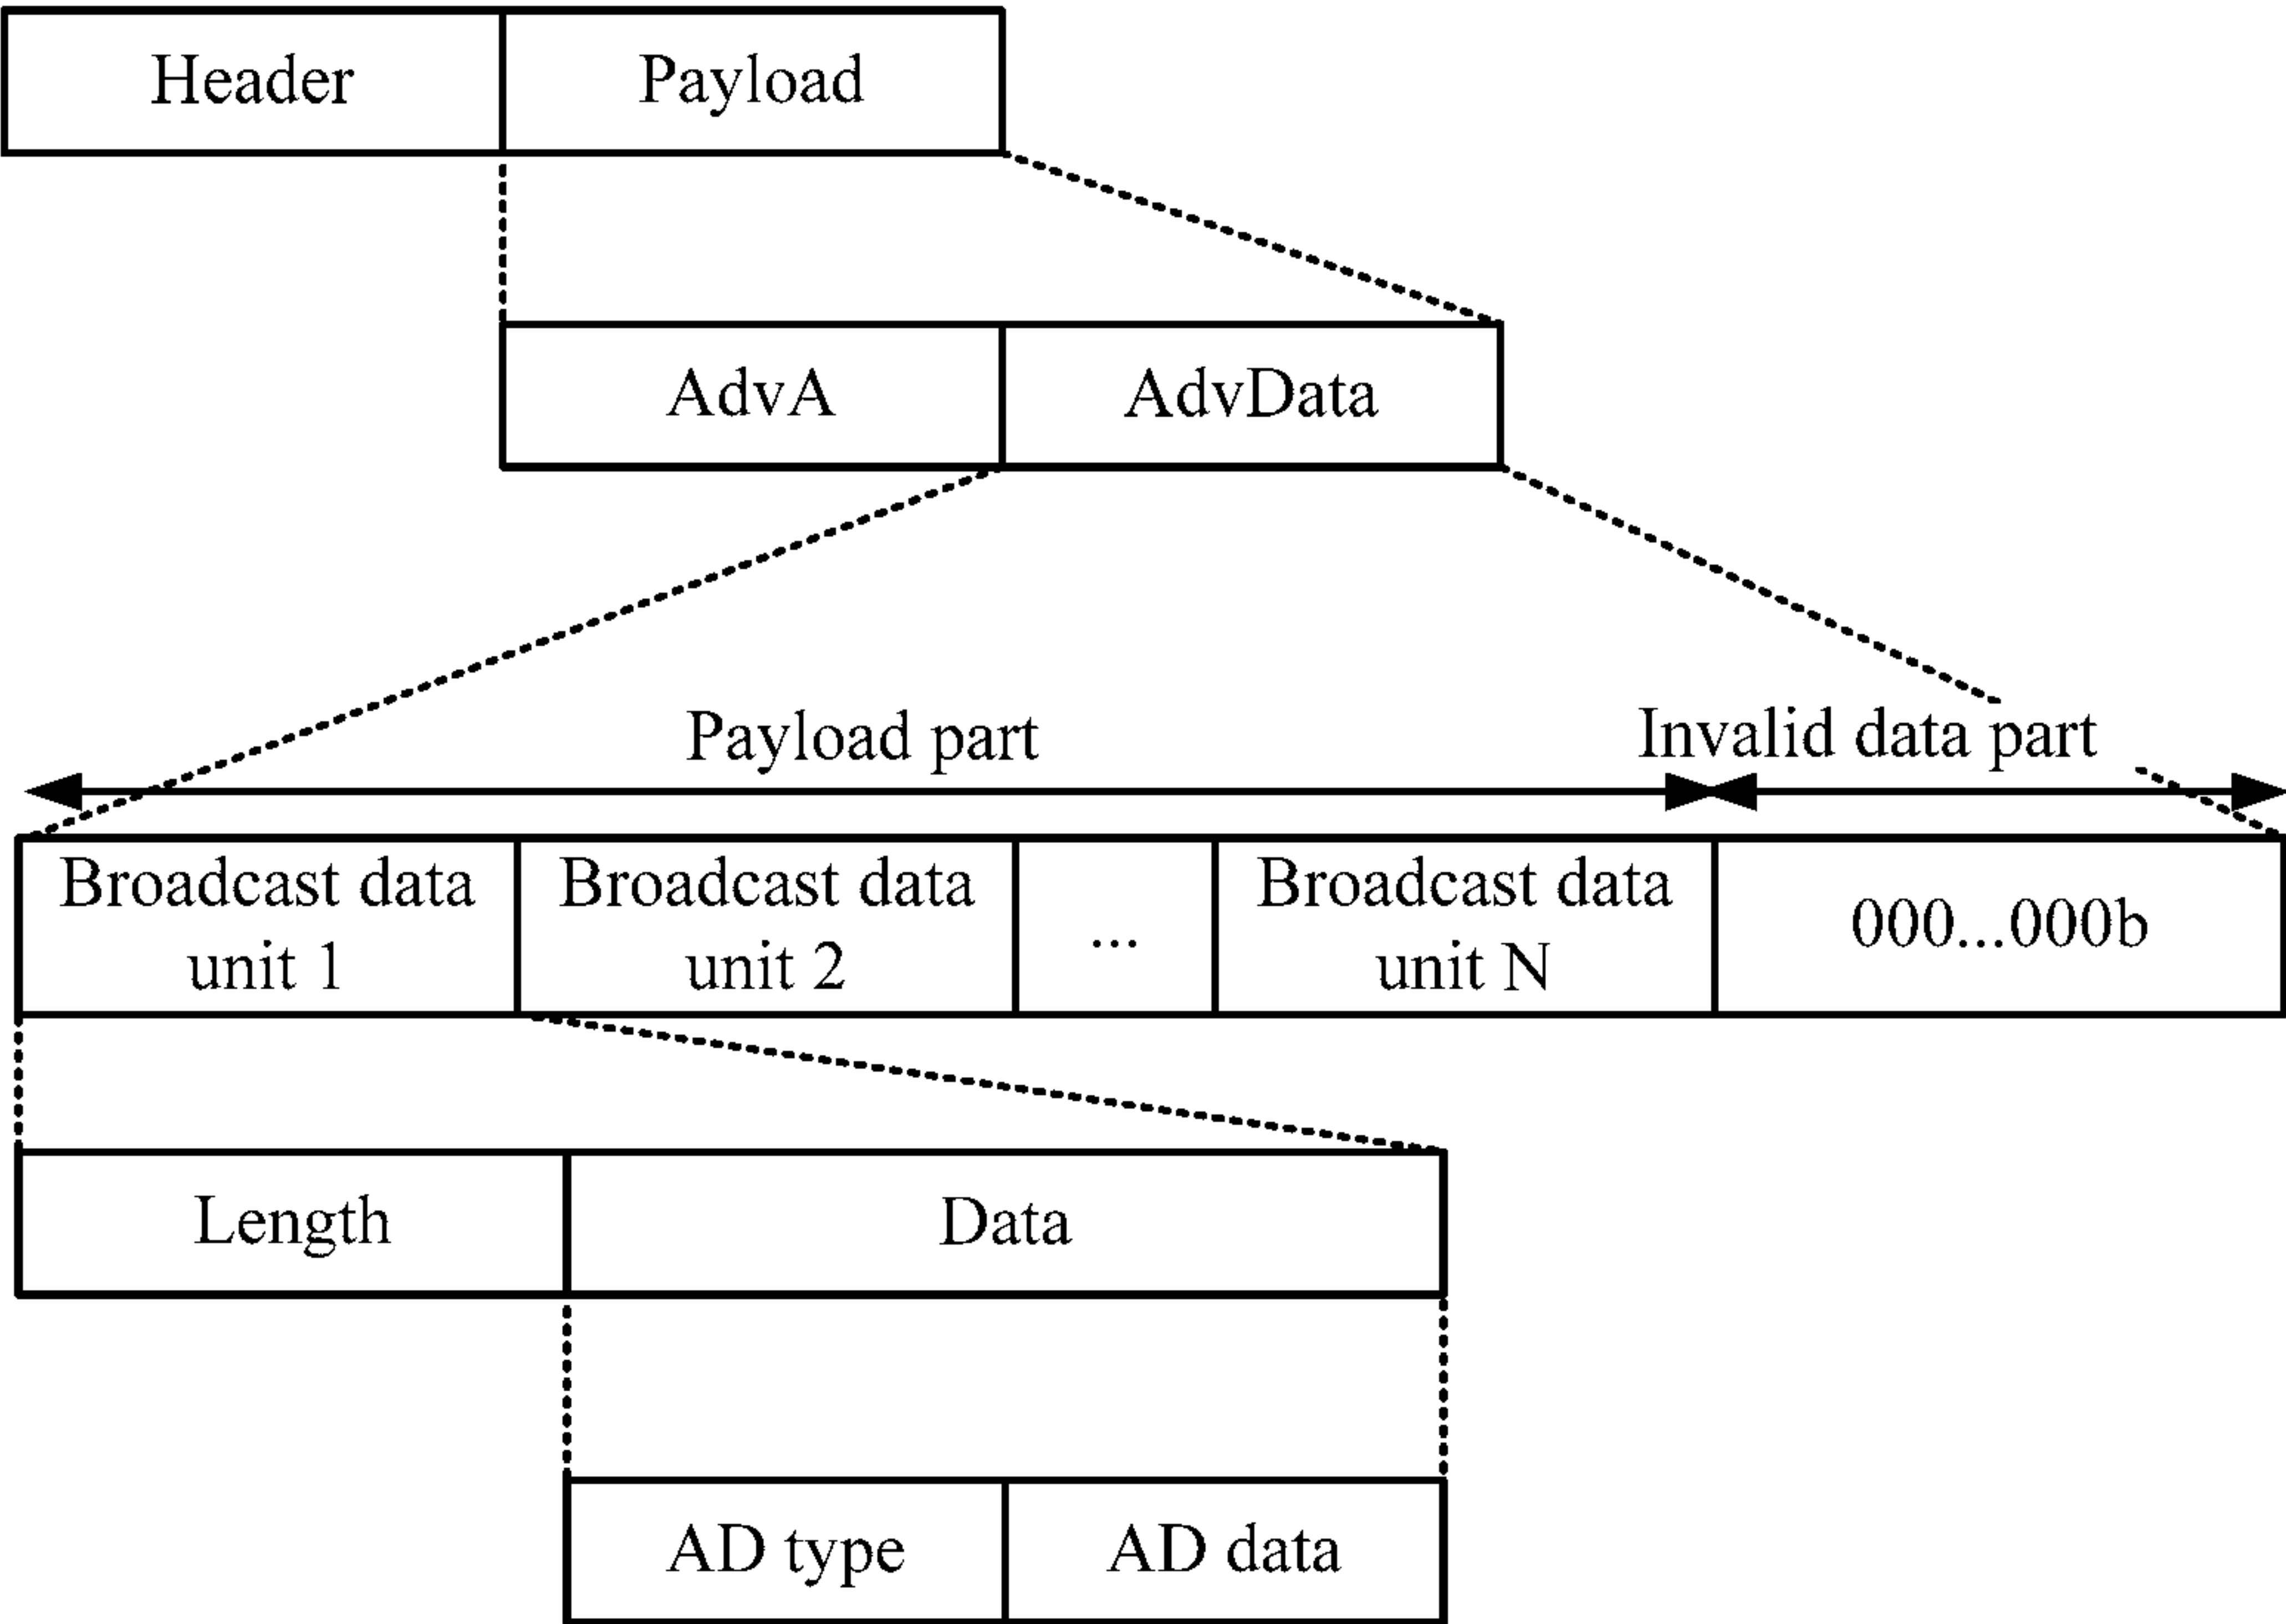 Header Payload
AdvA AdvData
Payload part Invalid data part
Broadcast data Broadcast data Broadcast data
unit 1 unit 2 ... unit N 000...000b
Length Data
AD type AD data